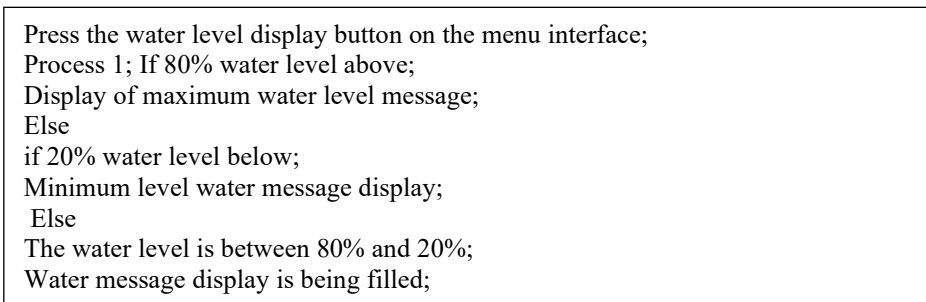 Press the water level display button on the menu interface;
Process 1; If 80% water level above;
Display of maximum water level message;
Else
if 20% water level below;
Minimum level water message display;
Else
The water level is between 80% and 20%;
Water message display is being filled;